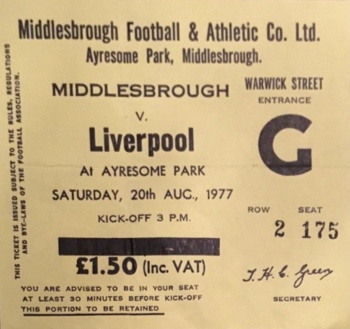 Middlesbrough Football & Athletic Co. Ltd.
Ayresome Park, Middlesbrough.
THIS TICKET IS ISSUED SUBJECT TO THE RULES, REGULATIONS
AND BYE-LAWS OF THE FOOTBALL ASSOCIATION.
MIDDLESBROUGH
V.
Liverpool
At AYRESOME PARK
SATURDAY, 20th AUG., 1977
KICK-OFF 3 P.M.
£1.50 (Inc. VAT)
YOU ARE ADVISED TO BE IN YOUR SEAT
AT LEAST 30 MINUTES BEFORE KICK-OFF
THIS PORTION TO BE RETAINED
WARWICK STREET
ENTRANCE
G
ROW SEAT
2 175
T. H. C. Green
SECRETARY